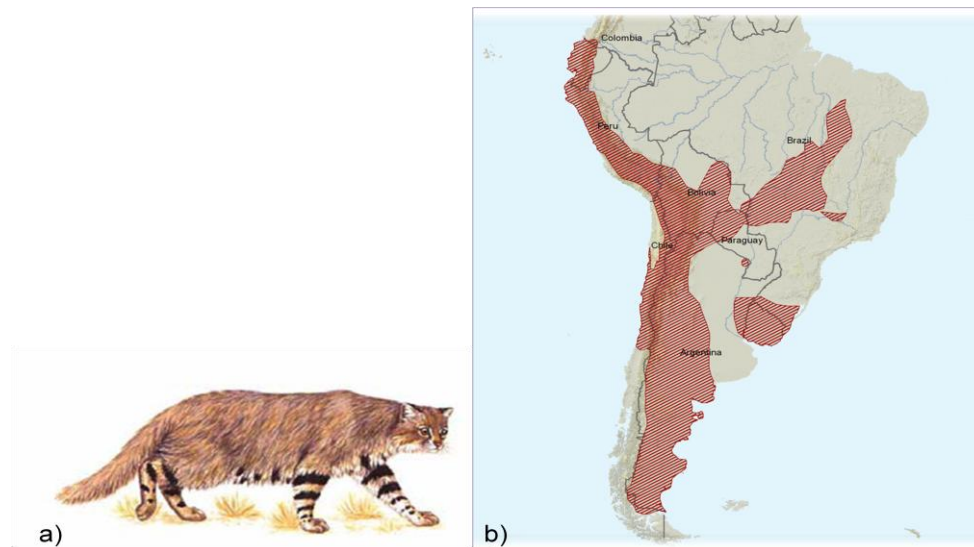 Colombia
Peru
Brazil
Bolivia
Paraguay
Chile
Argentina
a)
b)